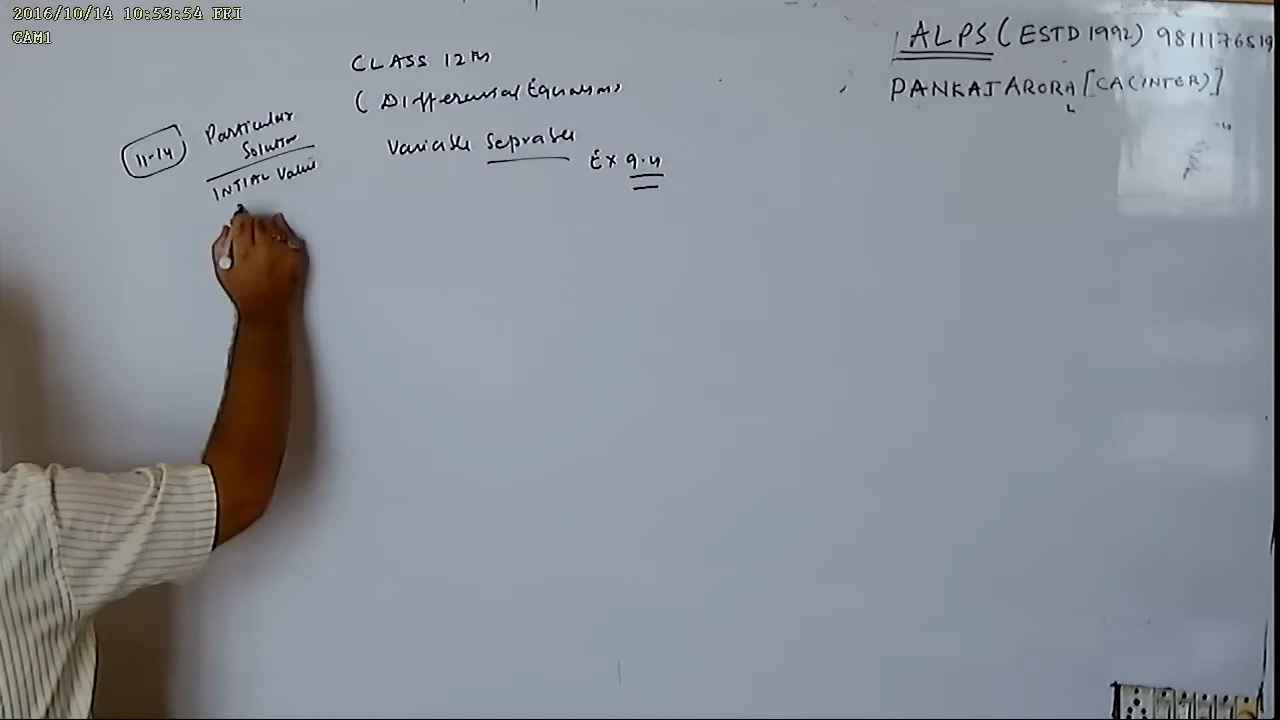 2016/10/14 10:53:54 FRI
CAM1
ALPS (ESTD 1992) 9811176519
PANKAJ ARORA [CA (INTER)]
CLASS 12th
( Differential Equations
Variable Seprable
Ex 9.4
11-14
Particular
Solution
INTIAL Value